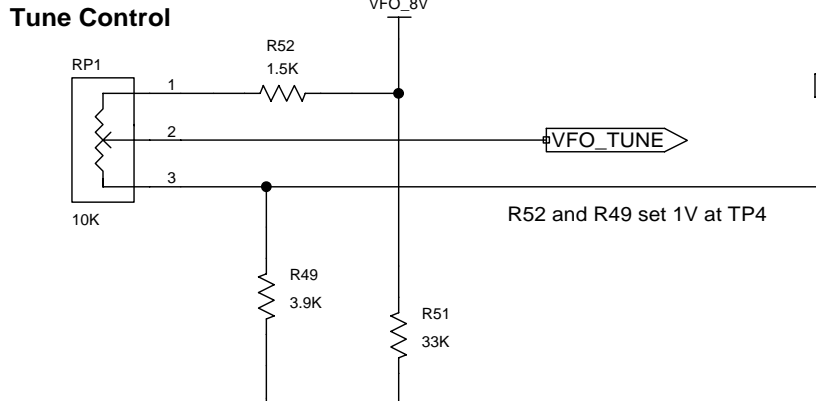 VFO_8V
Tune Control
R52
1.5K
RP1
1
2
VFO_TUNE
3
10K
R52 and R49 set 1V at TP4
R49
3.9K
R51
33K